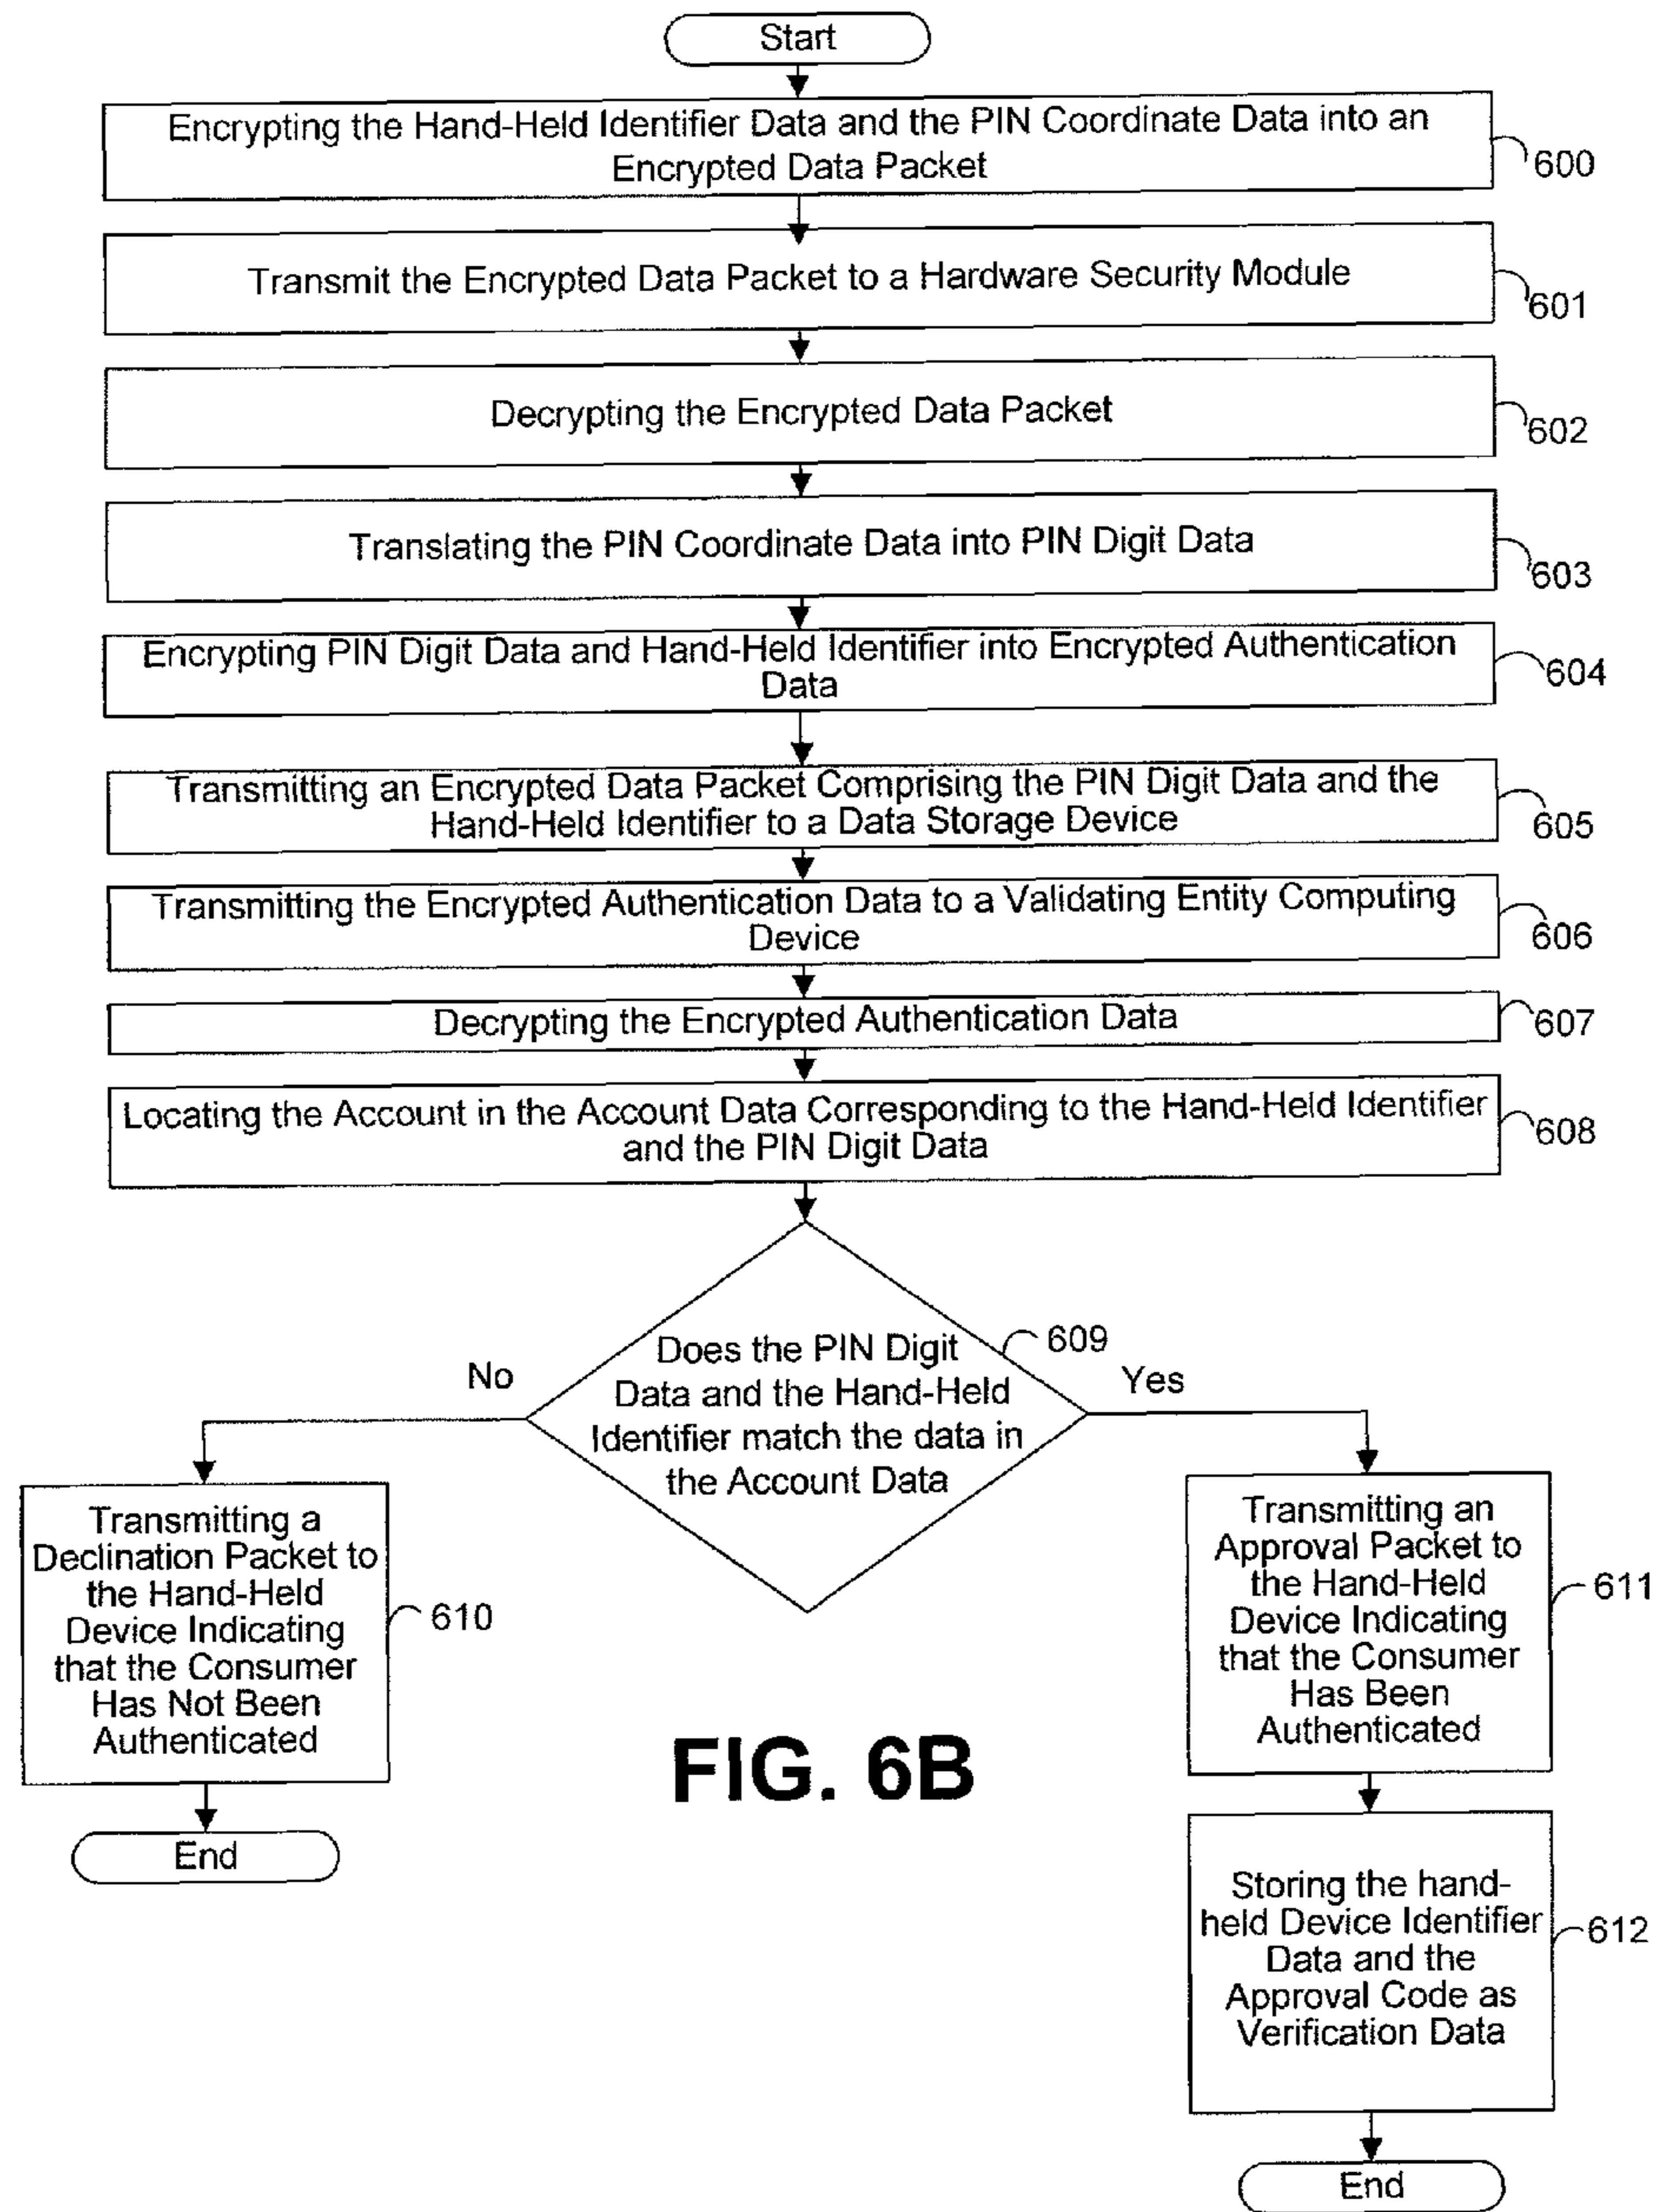 Start
Encrypting the Hand-Held Identifier Data and the PIN Coordinate Data into an
Encrypted Data Packet
600
Transmit the Encrypted Data Packet to a Hardware Security Module
601
Decrypting the Encrypted Data Packet
602
Translating the PIN Coordinate Data into PIN Digit Data
603
Encrypting PIN Digit Data and Hand-Held Identifier into Encrypted Authentication
Data
604
Transmitting an Encrypted Data Packet Comprising the PIN Digit Data and the
Hand-Held Identifier to a Data Storage Device
605
Transmitting the Encrypted Authentication Data to a Validating Entity Computing
Device
606
Decrypting the Encrypted Authentication Data
607
Locating the Account in the Account Data Corresponding to the Hand-Held Identifier
and the PIN Digit Data
608
Does the PIN Digit
Data and the Hand-Held
Identifier match the data in
the Account Data
609
No
Yes
Transmitting a
Declination Packet to
the Hand-Held
Device Indicating
that the Consumer
Has Not Been
Authenticated
610
End
Transmitting an
Approval Packet to
the Hand-Held
Device Indicating
that the Consumer
Has Been
Authenticated
611
Storing the hand-
held Device Identifier
Data and the
Approval Code as
Verification Data
612
End
FIG. 6B